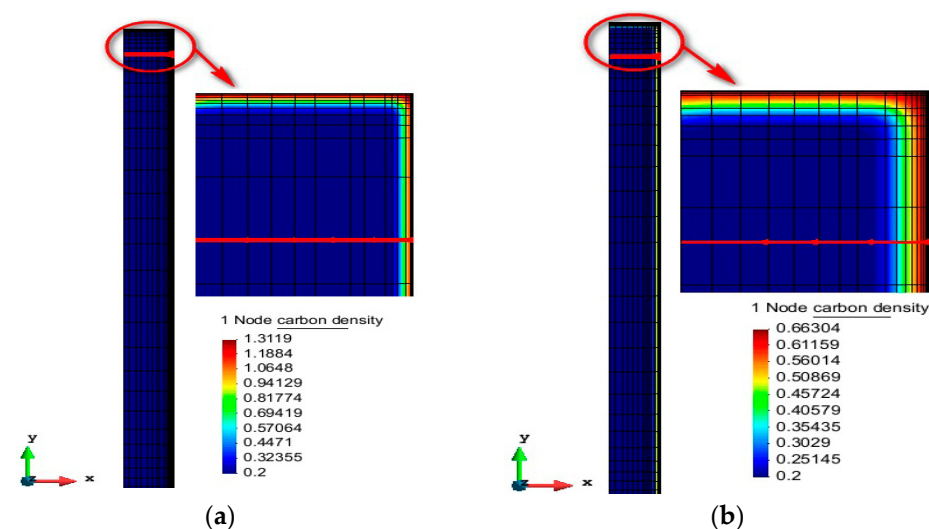 1 Node carbon density
1.3119
1.1884
1.0648
0.94129
0.81774
0.69419
0.57064
0.4471
0.32355
0.2
y
z
x
(a)
1 Node carbon density
0.66304
0.61159
0.56014
0.50869
0.45724
0.40579
0.35435
0.3029
0.25145
0.2
y
z
x
(b)